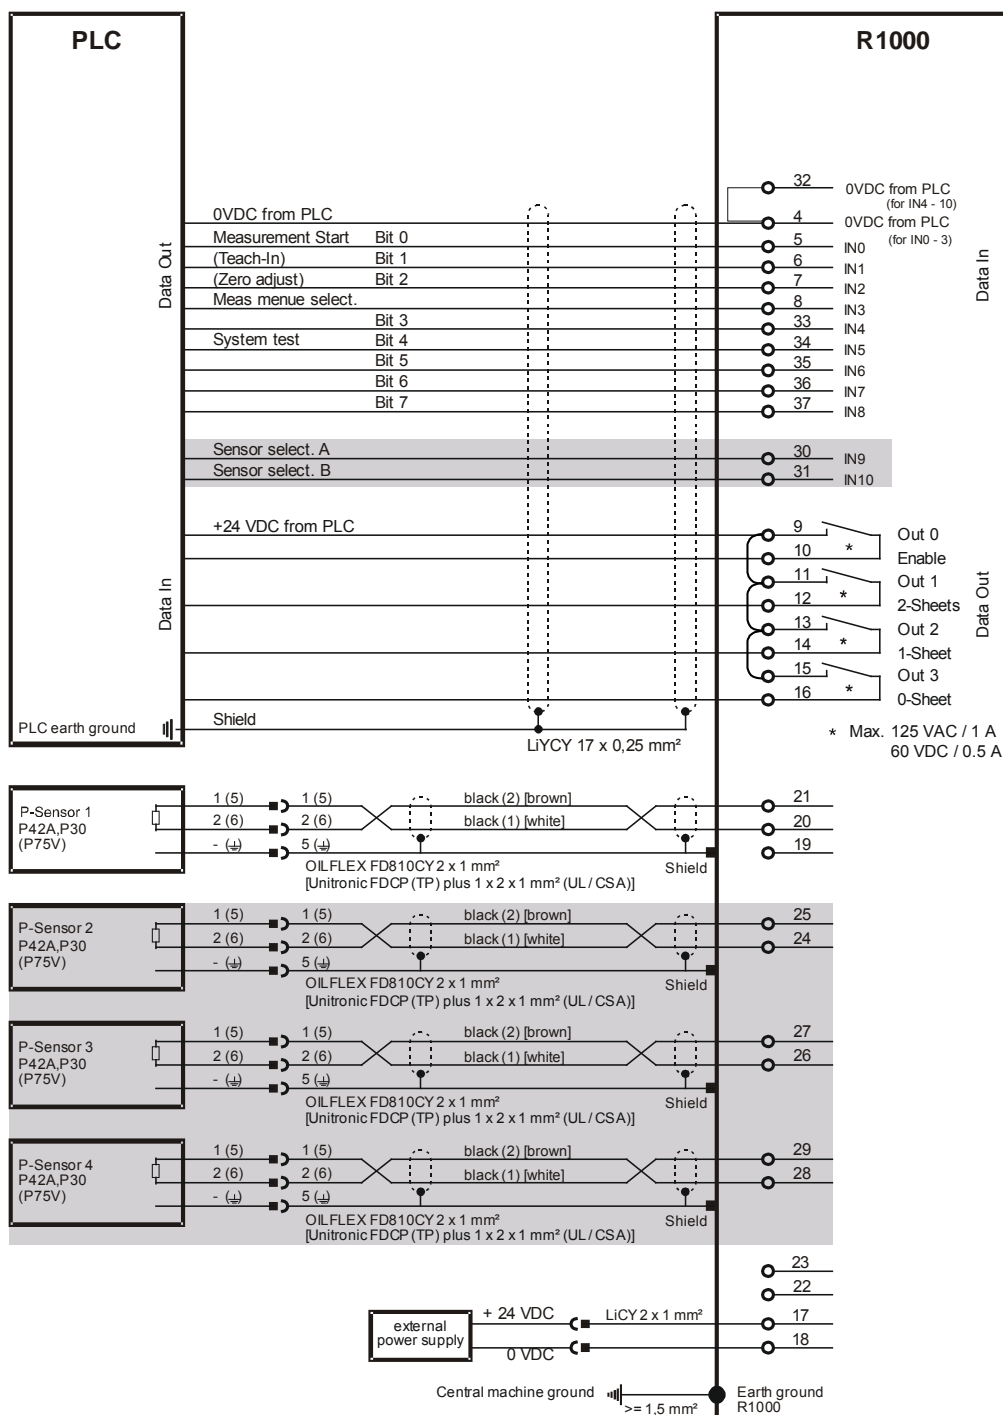 PLC
R1000
32
0VDC from PLC
(for IN4 - 10)
0VDC from PLC
4
0VDC from PLC
(for IN0 - 3)
Measurement Start Bit 0
5
IN0
(Teach-In) Bit 1
6
IN1
(Zero adjust) Bit 2
7
IN2
Meas menue select.
8
IN3
Bit 3
33
IN4
System test Bit 4
34
IN5
Bit 5
35
IN6
Bit 6
36
IN7
Bit 7
37
IN8
Data Out
Data In
Sensor select. A
30
IN9
Sensor select. B
31
IN10
+24 VDC from PLC
9
Out 0
10
*
Enable
11
Out 1
12
*
2-Sheets
13
Out 2
14
*
1-Sheet
15
Out 3
16
*
0-Sheet
Data In
Data Out
PLC earth ground
Shield
LiYCY 17 x 0,25 mm²
* Max. 125 VAC / 1 A
60 VDC / 0.5 A
P-Sensor 1
P42A,P30
(P75V)
1 (5)
1 (5)
black (2) [brown]
21
2 (6)
2 (6)
black (1) [white]
20
- (⏚)
5 (⏚)
19
OILFLEX FD810CY 2 x 1 mm²
Shield
[Unitronic FDCP (TP) plus 1 x 2 x 1 mm² (UL / CSA)]
P-Sensor 2
P42A,P30
(P75V)
1 (5)
1 (5)
black (2) [brown]
25
2 (6)
2 (6)
black (1) [white]
24
- (⏚)
5 (⏚)
OILFLEX FD810CY 2 x 1 mm²
Shield
[Unitronic FDCP (TP) plus 1 x 2 x 1 mm² (UL / CSA)]
P-Sensor 3
P42A,P30
(P75V)
1 (5)
1 (5)
black (2) [brown]
27
2 (6)
2 (6)
black (1) [white]
26
- (⏚)
5 (⏚)
OILFLEX FD810CY 2 x 1 mm²
Shield
[Unitronic FDCP (TP) plus 1 x 2 x 1 mm² (UL / CSA)]
P-Sensor 4
P42A,P30
(P75V)
1 (5)
1 (5)
black (2) [brown]
29
2 (6)
2 (6)
black (1) [white]
28
- (⏚)
5 (⏚)
OILFLEX FD810CY 2 x 1 mm²
Shield
[Unitronic FDCP (TP) plus 1 x 2 x 1 mm² (UL / CSA)]
23
22
external
power supply
+ 24 VDC
LiCY 2 x 1 mm²
17
0 VDC
18
Central machine ground
>= 1,5 mm²
Earth ground
R1000